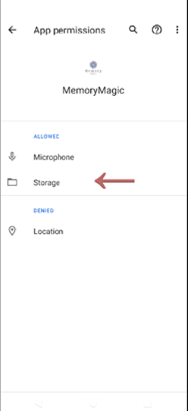 App permissions
MemoryMagic
ALLOWED
Microphone
Storage
DENIED
Location